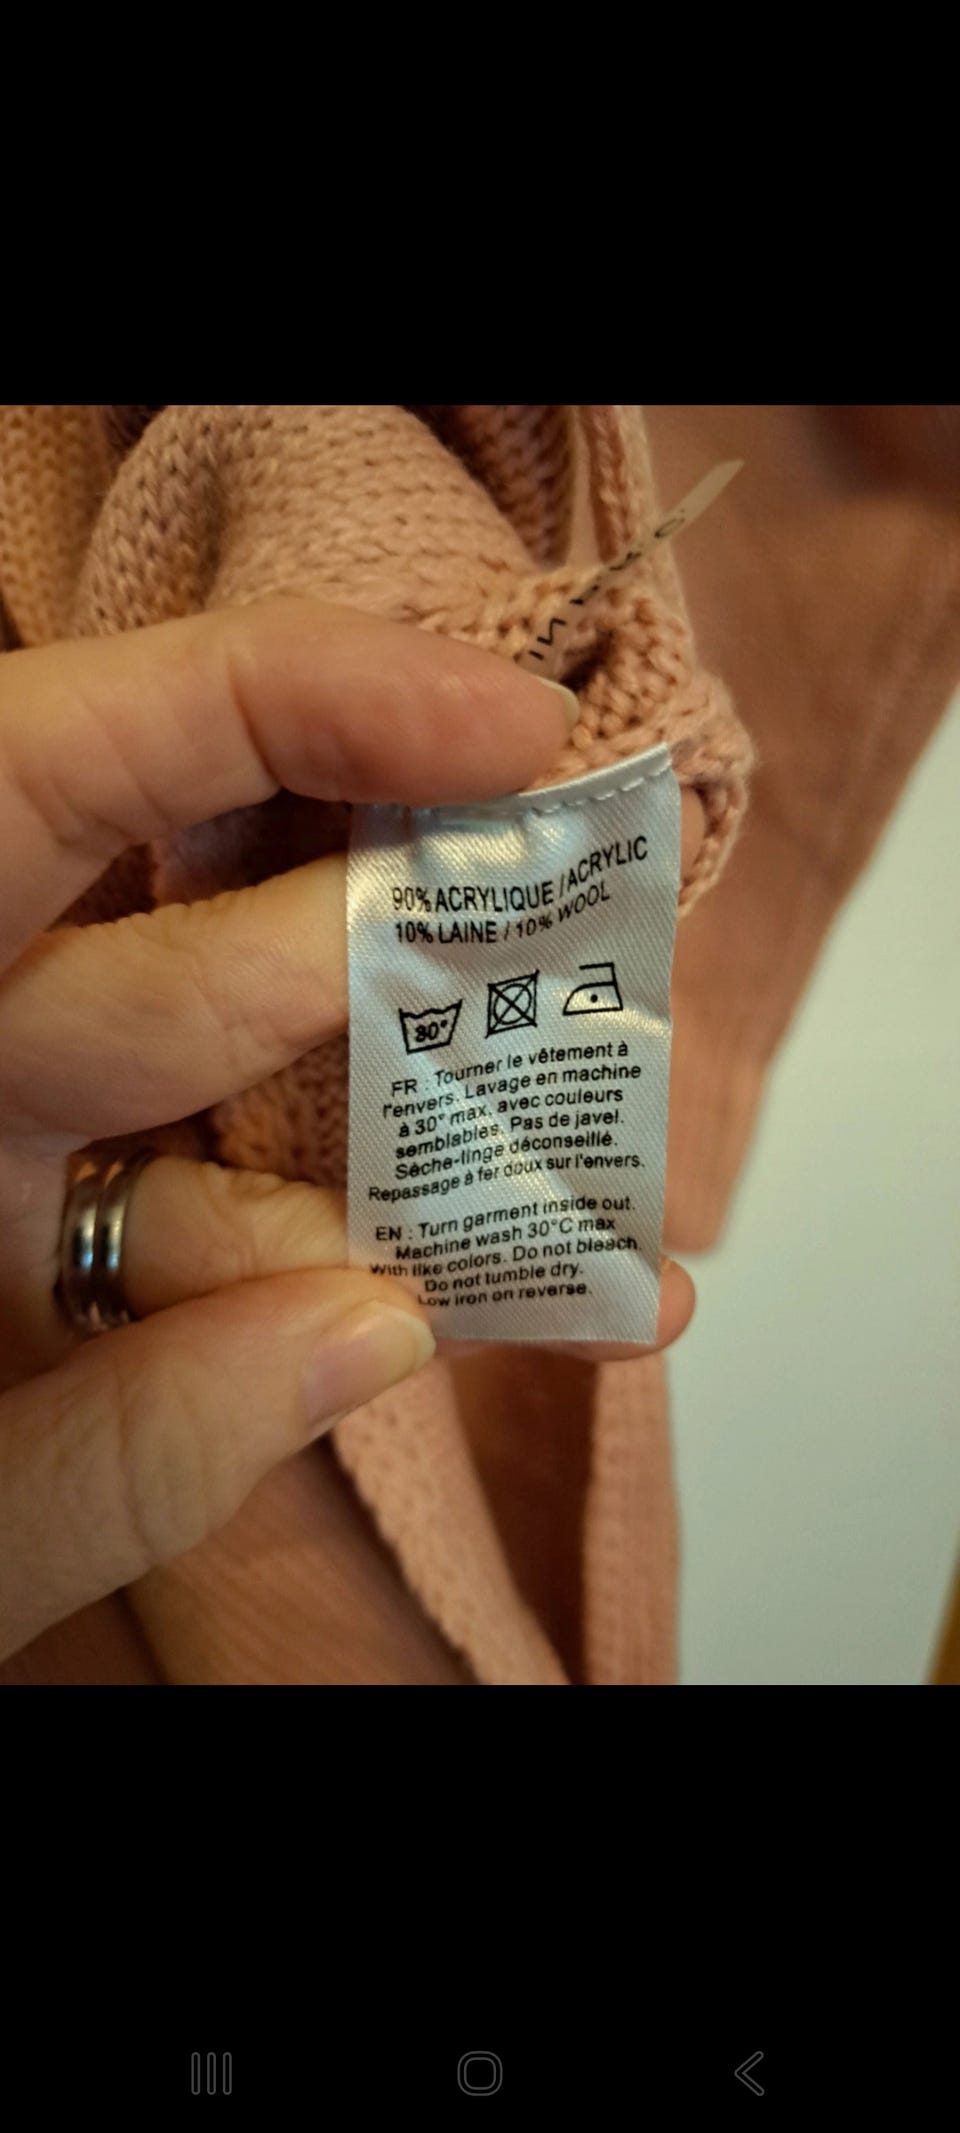 90% ACRYLIQUE / ACRYLIC
10% LAINE / 10% WOOL
30°
FR : Tourner le vêtement à
l'envers. Lavage en machine
à 30° max, avec couleurs
semblables. Pas de javel.
Sèche-linge déconseillé.
Repassage à fer doux sur l'envers.
EN : Turn garment inside out.
Machine wash 30°C max
With like colors. Do not bleach.
Do not tumble dry.
Low iron on reverse.